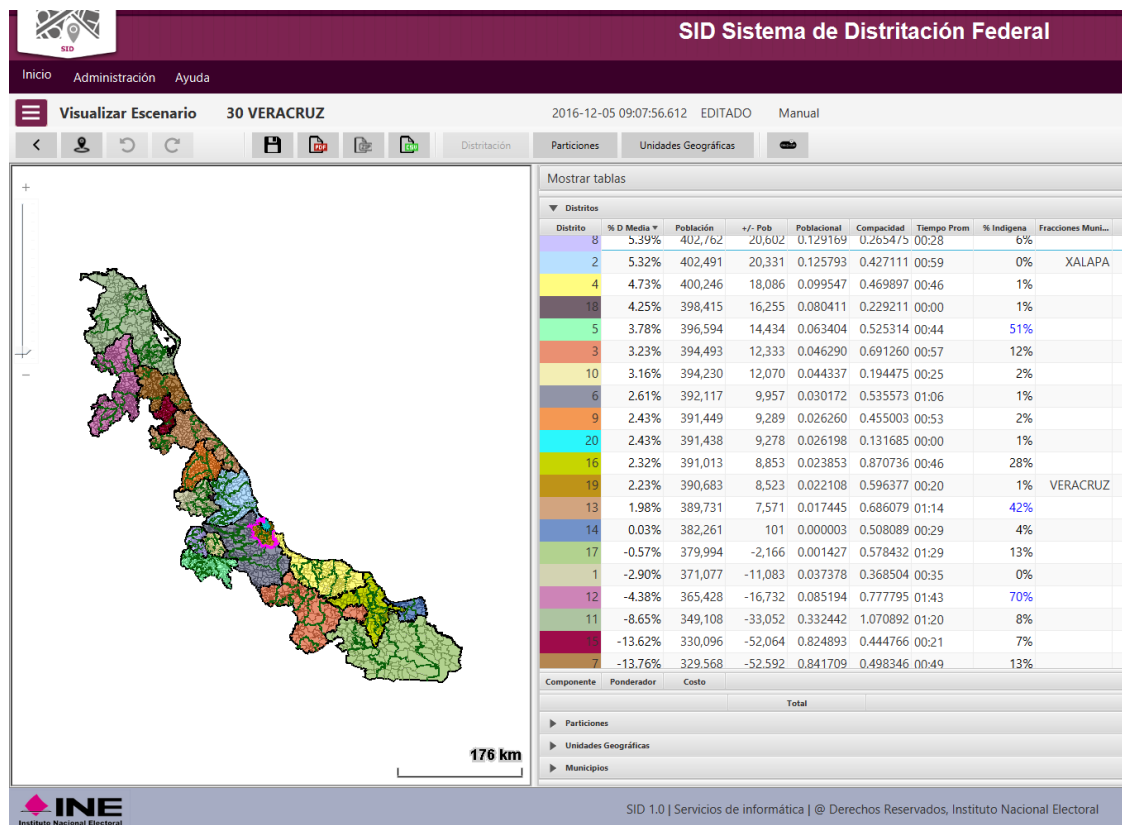 SID
SID Sistema de Distritación Federal
Inicio Administración Ayuda
Visualizar Escenario 30 VERACRUZ 2016-12-05 09:07:56.612 EDITADO Manual
PDF CSV Distritación Particiones Unidades Geográficas
Mostrar tablas
Distritos
Distrito % D Media Población +/- Pob Poblacional Compacidad Tiempo Prom % Indigena Fracciones Muni...
8 5.39% 402,762 20,602 0.129169 0.265475 00:28 6%
2 5.32% 402,491 20,331 0.125793 0.427111 00:59 0% XALAPA
4 4.73% 400,246 18,086 0.099547 0.469897 00:46 1%
18 4.25% 398,415 16,255 0.080411 0.229211 00:00 1%
5 3.78% 396,594 14,434 0.063404 0.525314 00:44 51%
3 3.23% 394,493 12,333 0.046290 0.691260 00:57 12%
10 3.16% 394,230 12,070 0.044337 0.194475 00:25 2%
6 2.61% 392,117 9,957 0.030172 0.535573 01:06 1%
9 2.43% 391,449 9,289 0.026260 0.455003 00:53 2%
20 2.43% 391,438 9,278 0.026198 0.131685 00:00 1%
16 2.32% 391,013 8,853 0.023853 0.870736 00:46 28%
19 2.23% 390,683 8,523 0.022108 0.596377 00:20 1% VERACRUZ
13 1.98% 389,731 7,571 0.017445 0.686079 01:14 42%
14 0.03% 382,261 101 0.000003 0.508089 00:29 4%
17 -0.57% 379,994 -2,166 0.001427 0.578432 01:29 13%
1 -2.90% 371,077 -11,083 0.037378 0.368504 00:35 0%
12 -4.38% 365,428 -16,732 0.085194 0.777795 01:43 70%
11 -8.65% 349,108 -33,052 0.332442 1.070892 01:20 8%
15 -13.62% 330,096 -52,064 0.824893 0.444766 00:21 7%
7 -13.76% 329,568 -52,592 0.841709 0.498346 00:49 13%
Componente Ponderador Costo
Total
Particiones
Unidades Geográficas
Municipios
176 km
INE
Instituto Nacional Electoral
SID 1.0 | Servicios de informática | @ Derechos Reservados, Instituto Nacional Electoral